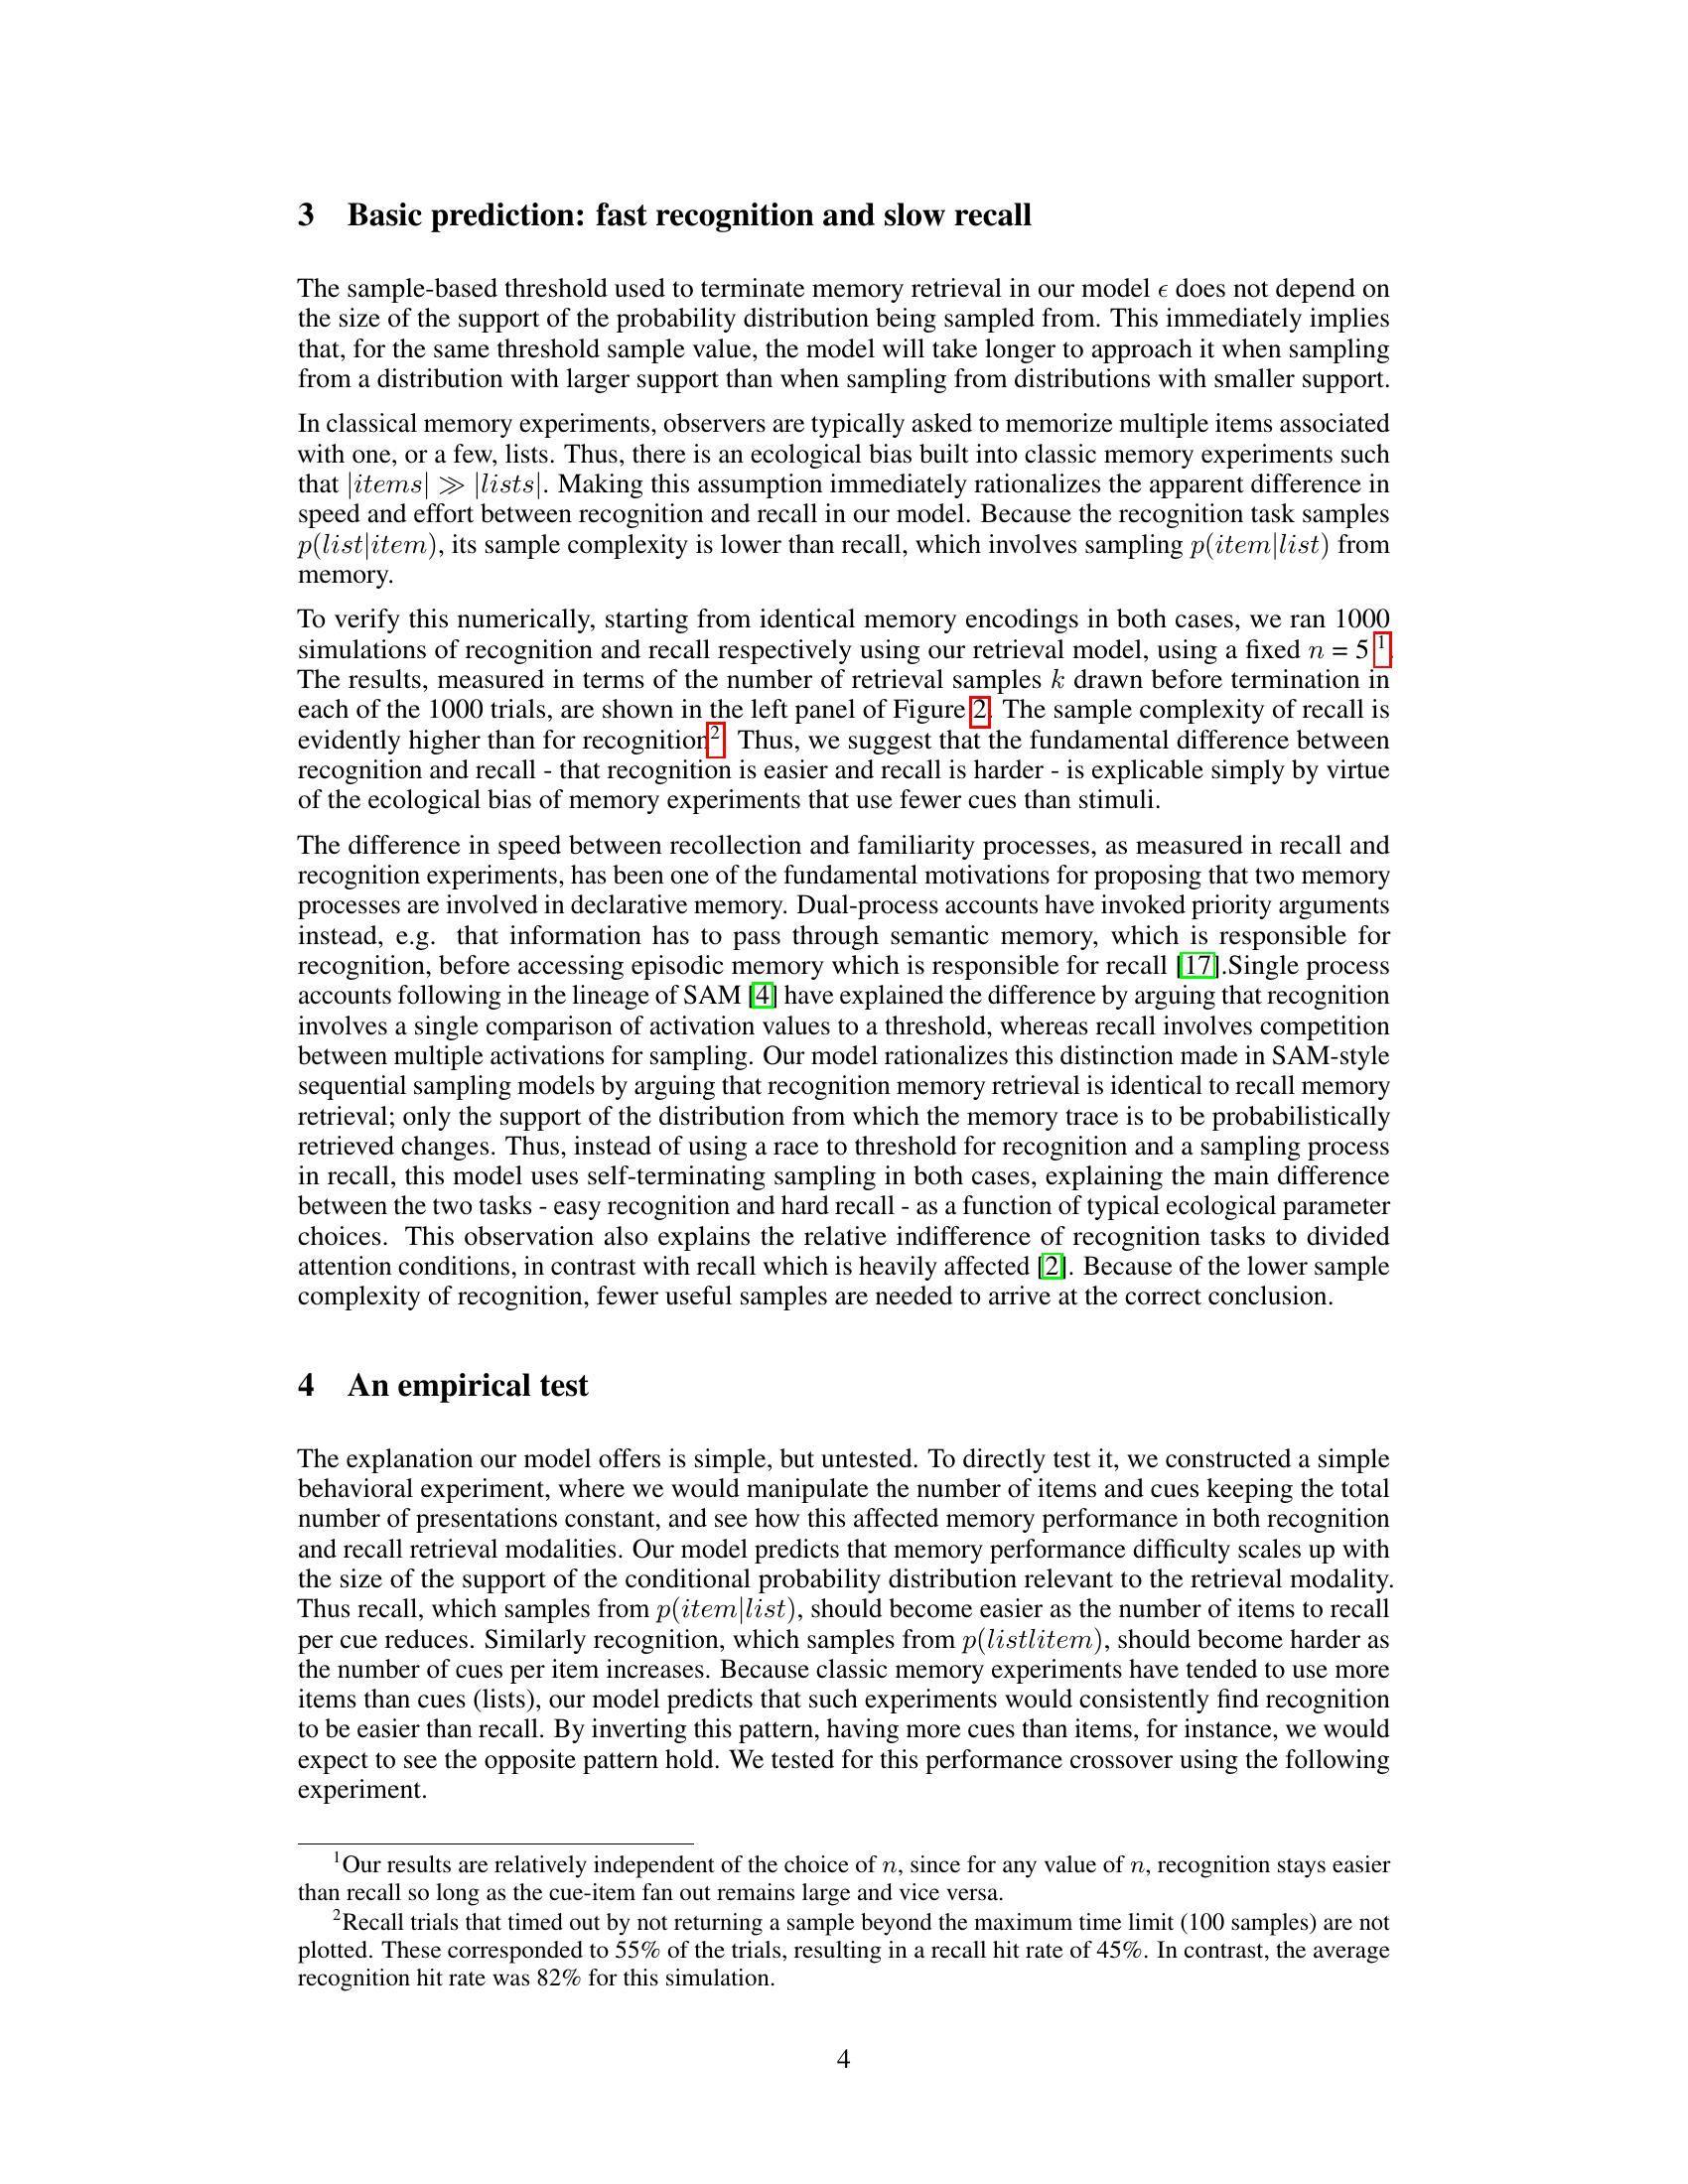 3 Basic prediction: fast recognition and slow recall
The sample-based threshold used to terminate memory retrieval in our model ϵ does not depend on
the size of the support of the probability distribution being sampled from. This immediately implies
that, for the same threshold sample value, the model will take longer to approach it when sampling
from a distribution with larger support than when sampling from distributions with smaller support.
In classical memory experiments, observers are typically asked to memorize multiple items associated
with one, or a few, lists. Thus, there is an ecological bias built into classic memory experiments such
that |items| ≫ |lists|. Making this assumption immediately rationalizes the apparent difference in
speed and effort between recognition and recall in our model. Because the recognition task samples
p(list|item), its sample complexity is lower than recall, which involves sampling p(item|list) from
memory.
To verify this numerically, starting from identical memory encodings in both cases, we ran 1000
simulations of recognition and recall respectively using our retrieval model, using a fixed n = 5 1.
The results, measured in terms of the number of retrieval samples k drawn before termination in
each of the 1000 trials, are shown in the left panel of Figure 2. The sample complexity of recall is
evidently higher than for recognition2. Thus, we suggest that the fundamental difference between
recognition and recall - that recognition is easier and recall is harder - is explicable simply by virtue
of the ecological bias of memory experiments that use fewer cues than stimuli.
The difference in speed between recollection and familiarity processes, as measured in recall and
recognition experiments, has been one of the fundamental motivations for proposing that two memory
processes are involved in declarative memory. Dual-process accounts have invoked priority arguments
instead, e.g. that information has to pass through semantic memory, which is responsible for
recognition, before accessing episodic memory which is responsible for recall [17].Single process
accounts following in the lineage of SAM [4] have explained the difference by arguing that recognition
involves a single comparison of activation values to a threshold, whereas recall involves competition
between multiple activations for sampling. Our model rationalizes this distinction made in SAM-style
sequential sampling models by arguing that recognition memory retrieval is identical to recall memory
retrieval; only the support of the distribution from which the memory trace is to be probabilistically
retrieved changes. Thus, instead of using a race to threshold for recognition and a sampling process
in recall, this model uses self-terminating sampling in both cases, explaining the main difference
between the two tasks - easy recognition and hard recall - as a function of typical ecological parameter
choices. This observation also explains the relative indifference of recognition tasks to divided
attention conditions, in contrast with recall which is heavily affected [2]. Because of the lower sample
complexity of recognition, fewer useful samples are needed to arrive at the correct conclusion.
4 An empirical test
The explanation our model offers is simple, but untested. To directly test it, we constructed a simple
behavioral experiment, where we would manipulate the number of items and cues keeping the total
number of presentations constant, and see how this affected memory performance in both recognition
and recall retrieval modalities. Our model predicts that memory performance difficulty scales up with
the size of the support of the conditional probability distribution relevant to the retrieval modality.
Thus recall, which samples from p(item|list), should become easier as the number of items to recall
per cue reduces. Similarly recognition, which samples from p(listlitem), should become harder as
the number of cues per item increases. Because classic memory experiments have tended to use more
items than cues (lists), our model predicts that such experiments would consistently find recognition
to be easier than recall. By inverting this pattern, having more cues than items, for instance, we would
expect to see the opposite pattern hold. We tested for this performance crossover using the following
experiment.
1Our results are relatively independent of the choice of n, since for any value of n, recognition stays easier
than recall so long as the cue-item fan out remains large and vice versa.
2Recall trials that timed out by not returning a sample beyond the maximum time limit (100 samples) are not
plotted. These corresponded to 55% of the trials, resulting in a recall hit rate of 45%. In contrast, the average
recognition hit rate was 82% for this simulation.
4